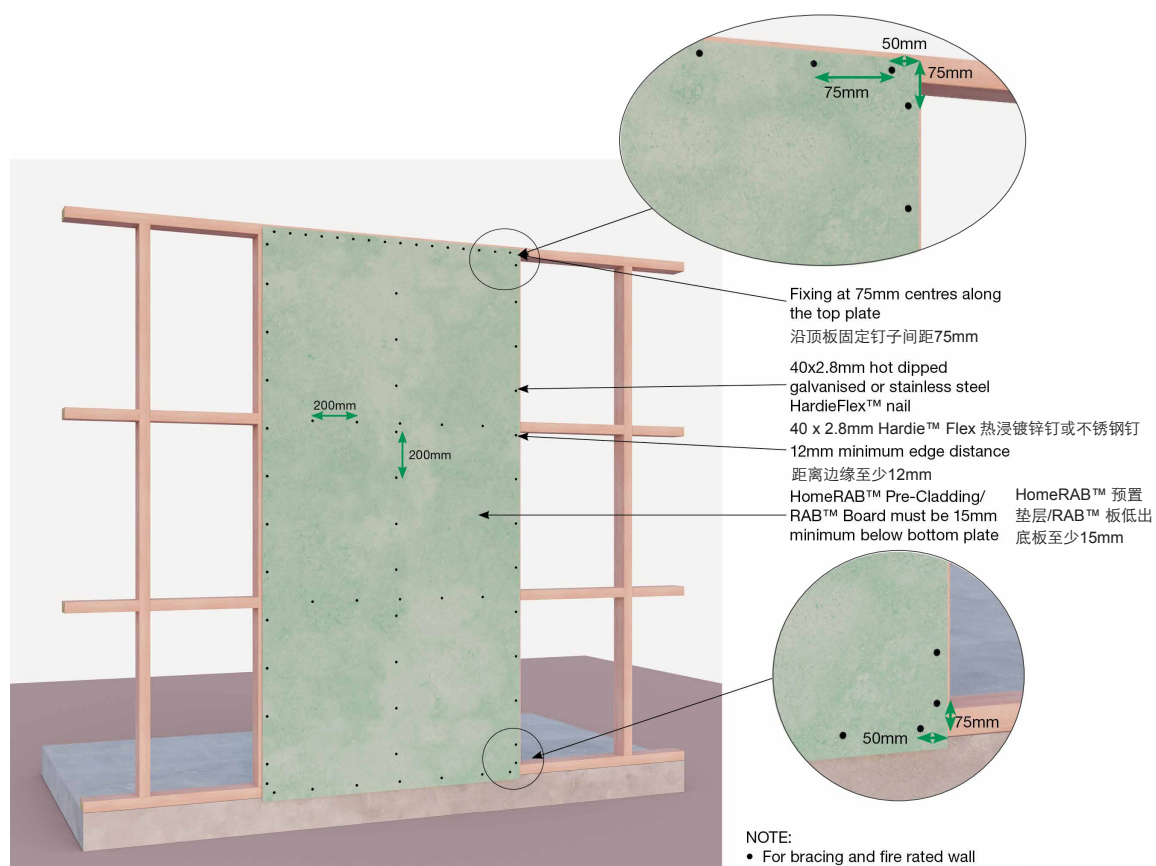 50mm
75mm
75mm
Fixing at 75mm centres along
the top plate
沿顶板固定钉子间距75mm
40x2.8mm hot dipped
galvanised or stainless steel
HardieFlex™ nail
40 x 2.8mm Hardie™ Flex 热浸镀锌钉或不锈钢钉
200mm
200mm
12mm minimum edge distance
距离边缘至少12mm
HomeRAB™ Pre-Cladding/
RAB™ Board must be 15mm
minimum below bottom plate
HomeRAB™ 预置
垫层/RAB™ 板低出
底板至少15mm
75mm
50mm
NOTE:
• For bracing and fire rated wall